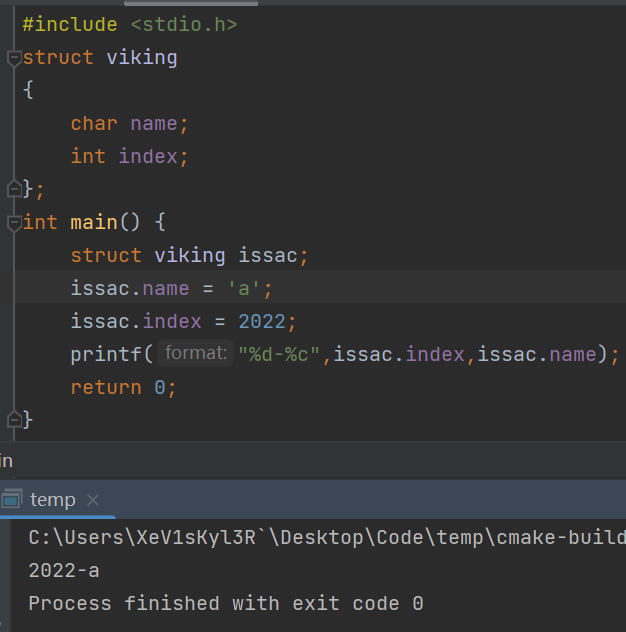 #include <stdio.h>
struct viking
{
    char name;
    int index;
};
int main() {
    struct viking issac;
    issac.name = 'a';
    issac.index = 2022;
    printf( format: "%d-%c",issac.index,issac.name);
    return 0;
}
in
temp ×
C:\Users\XeV1sKyl3R`\Desktop\Code\temp\cmake-build
2022-a
Process finished with exit code 0